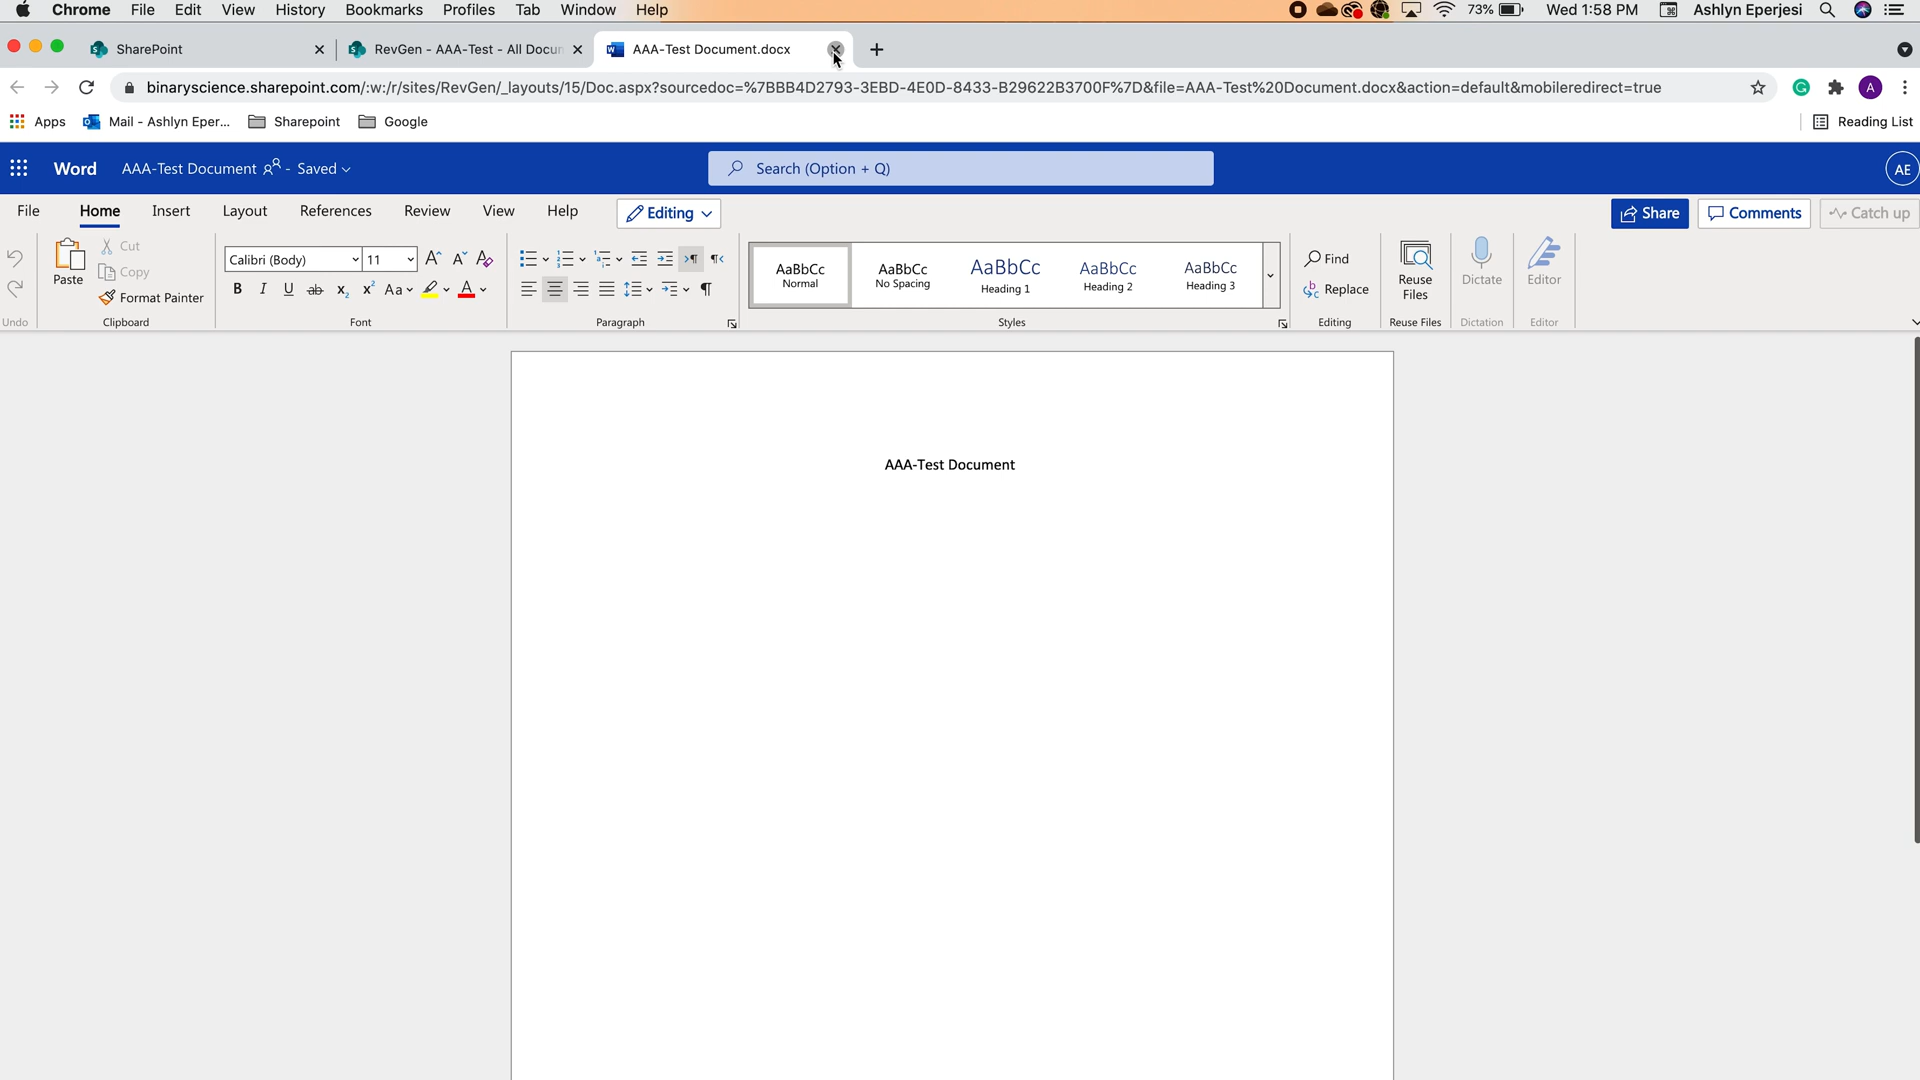 Chrome File Edit View History Bookmarks Profiles Tab Window Help 73% Wed 1:58 PM Ashlyn Eperjesi
SharePoint RevGen - AAA-Test - All Docu AAA-Test Document.docx
binaryscience.sharepoint.com/:w:/r/sites/RevGen/_layouts/15/Doc.aspx?sourcedoc=%7BBB4D2793-3EBD-4E0D-8433-B29622B3700F%7D&file=AAA-Test%20Document.docx&action=default&mobileredirect=true A
Apps Mail - Ashlyn Eper... Sharepoint Google Reading List
Word AAA-Test Document - Saved Search (Option + Q) AE
File Home Insert Layout References Review View Help Editing Share Comments Catch up
Calibri (Body) 11
Cut
Copy
Format Painter
Paste
B I U ab x2 x2 Aa A
AaBbCc AaBbCc AaBbCc AaBbCc AaBbCc
Normal No Spacing Heading 1 Heading 2 Heading 3
Find
Replace
Reuse Files
Dictate
Editor
Undo Clipboard Font Paragraph Styles Editing Reuse Files Dictation Editor
AAA-Test Document